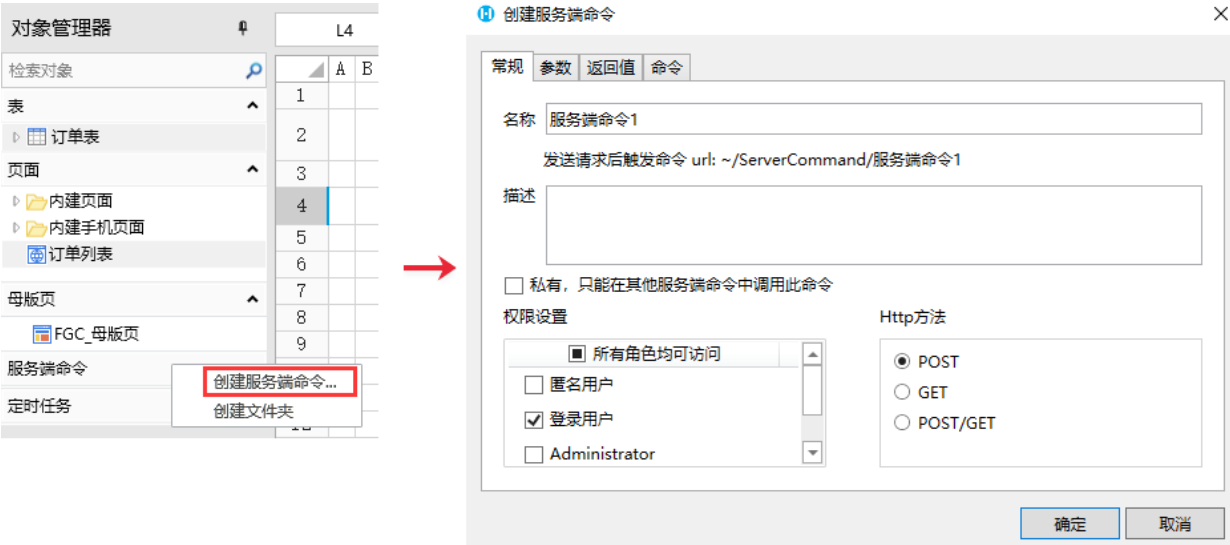 对象管理器
L4
检索对象
A B
表
1
订单表
2
页面
3
内建页面
4
内建手机页面
5
订单列表
6
7
母版页
8
FGC_母版页
9
服务端命令
创建服务端命令...
定时任务
创建文件夹
创建服务端命令
常规 参数 返回值 命令
名称 服务端命令1
发送请求后触发命令 url: ~/ServerCommand/服务端命令1
描述
私有，只能在其他服务端命令中调用此命令
权限设置
所有角色均可访问
匿名用户
登录用户
Administrator
Http方法
POST
GET
POST/GET
确定 取消